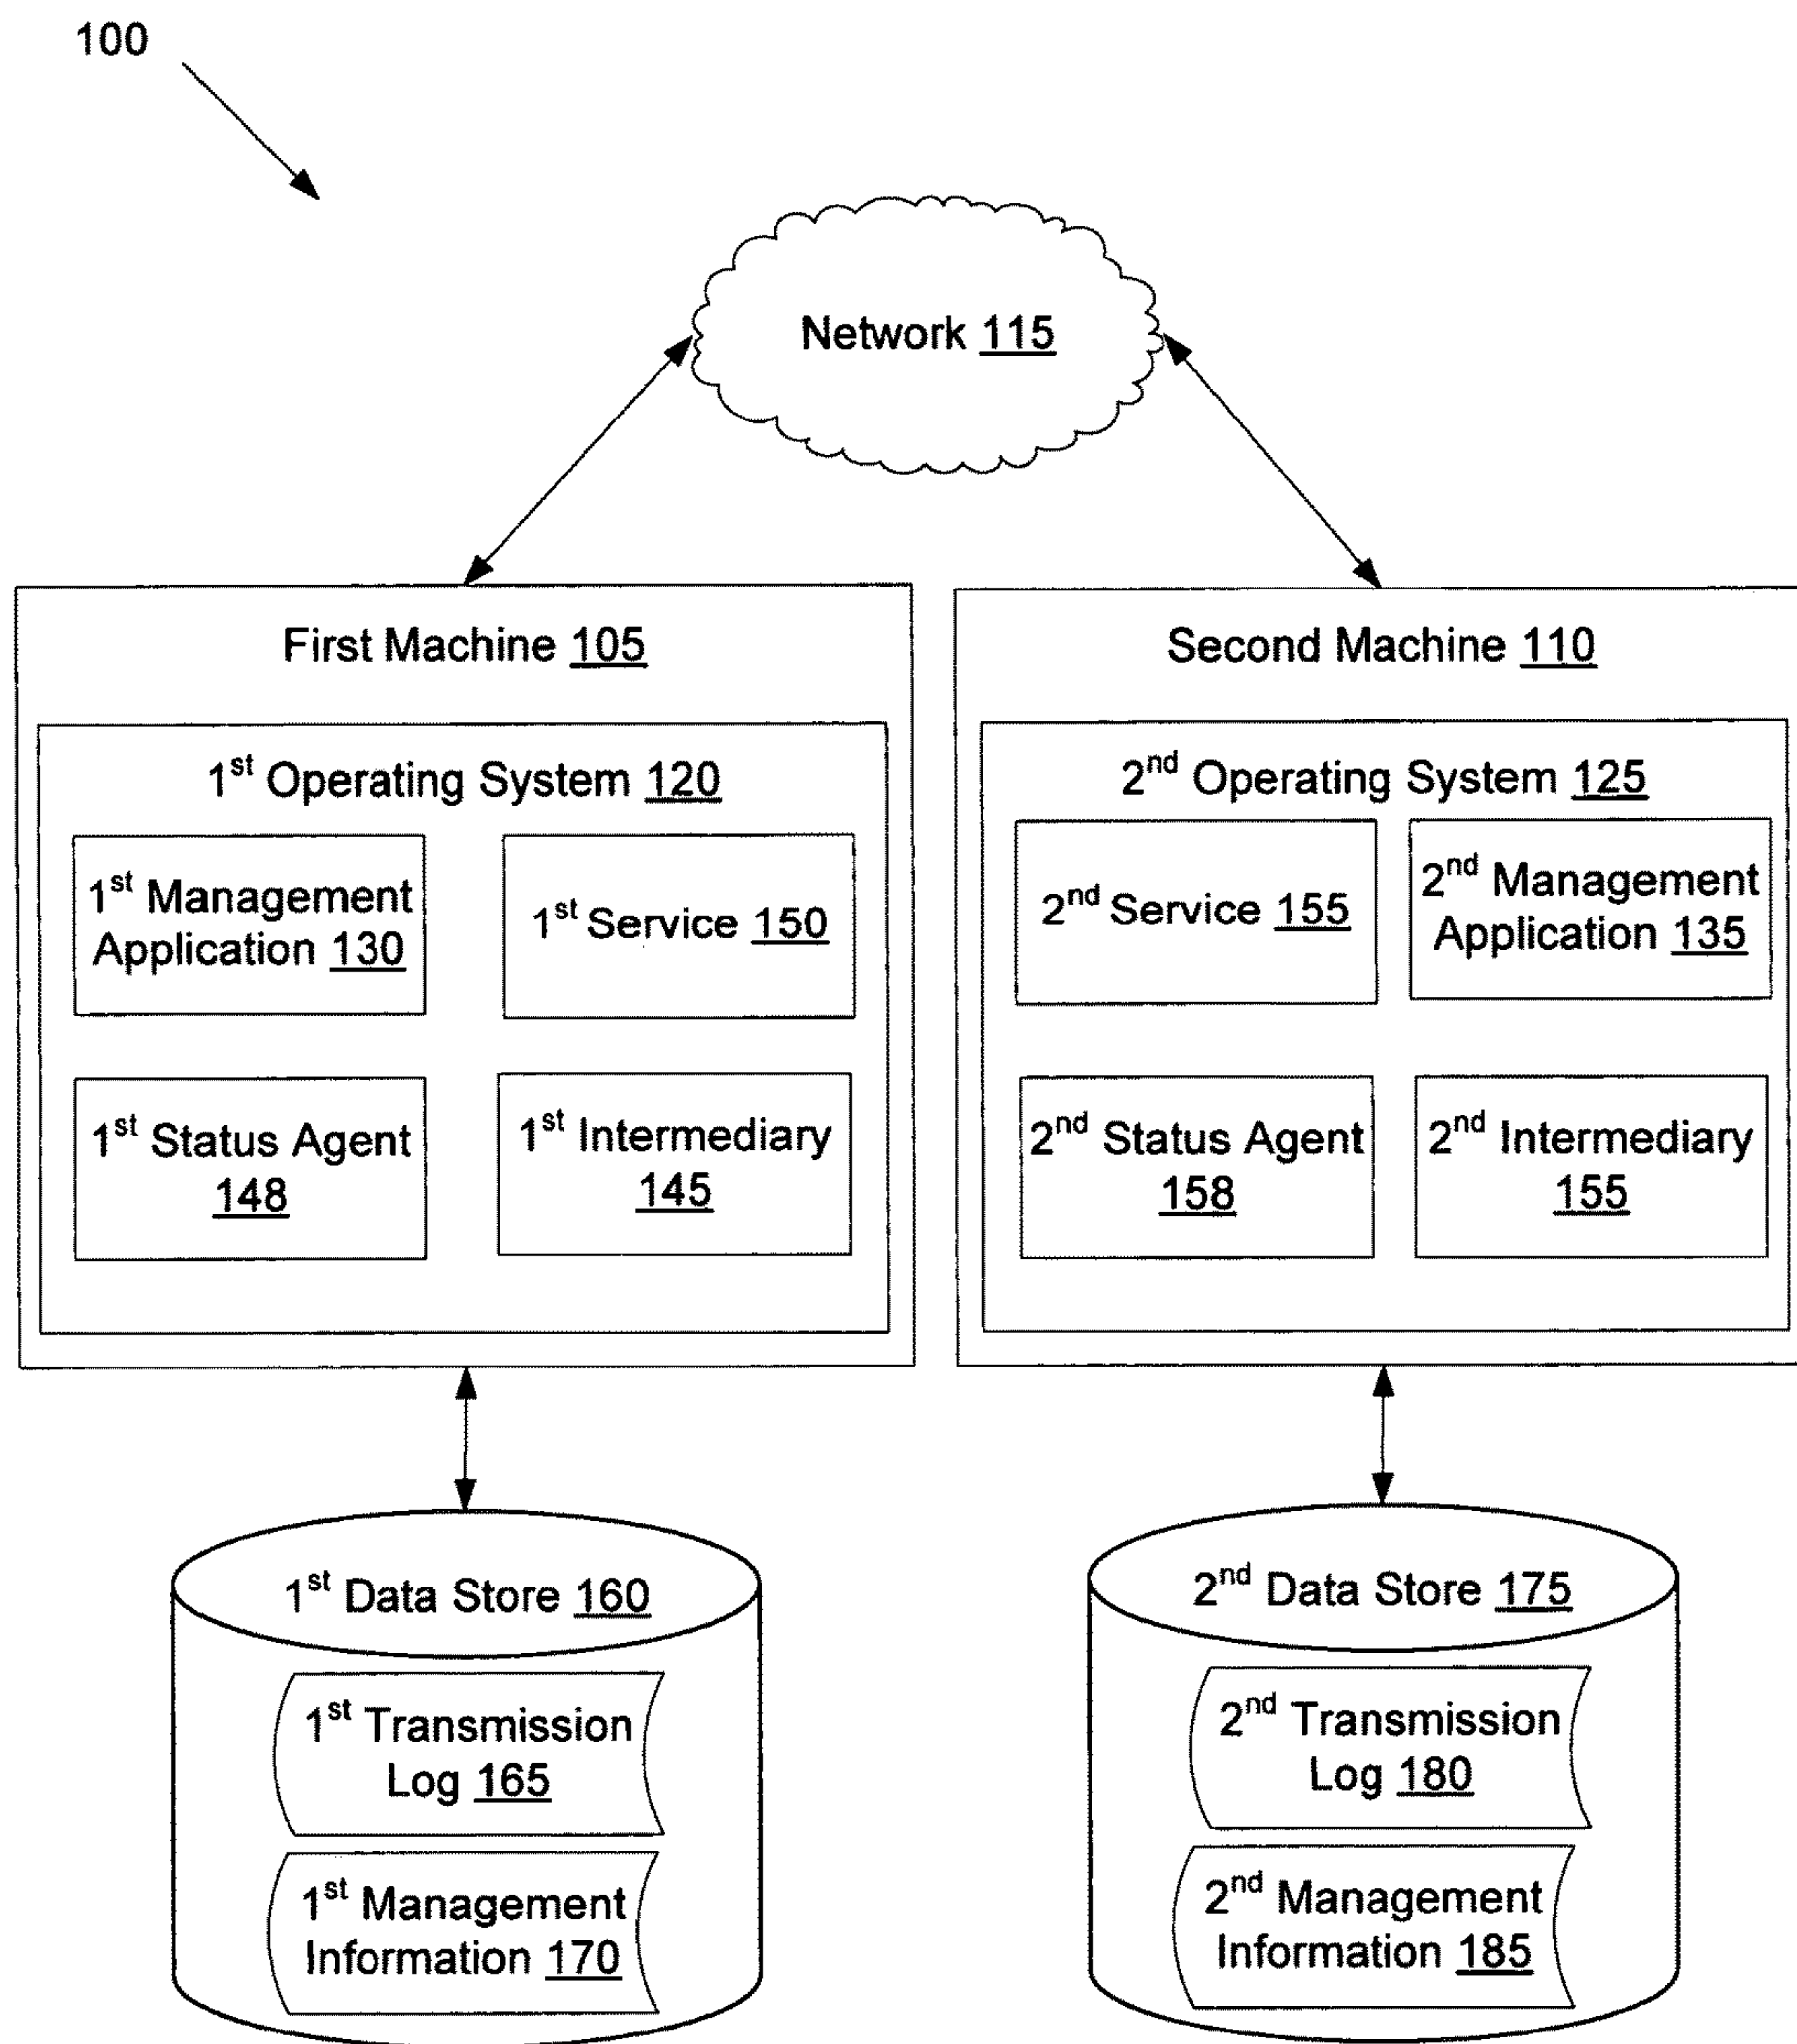 100
Network 115
First Machine 105
1st Operating System 120
1st Management
Application 130
1st Service 150
1st Status Agent
148
1st Intermediary
145
Second Machine 110
2nd Operating System 125
2nd Service 155
2nd Management
Application 135
2nd Status Agent
158
2nd Intermediary
155
1st Data Store 160
1st Transmission
Log 165
1st Management
Information 170
2nd Data Store 175
2nd Transmission
Log 180
2nd Management
Information 185